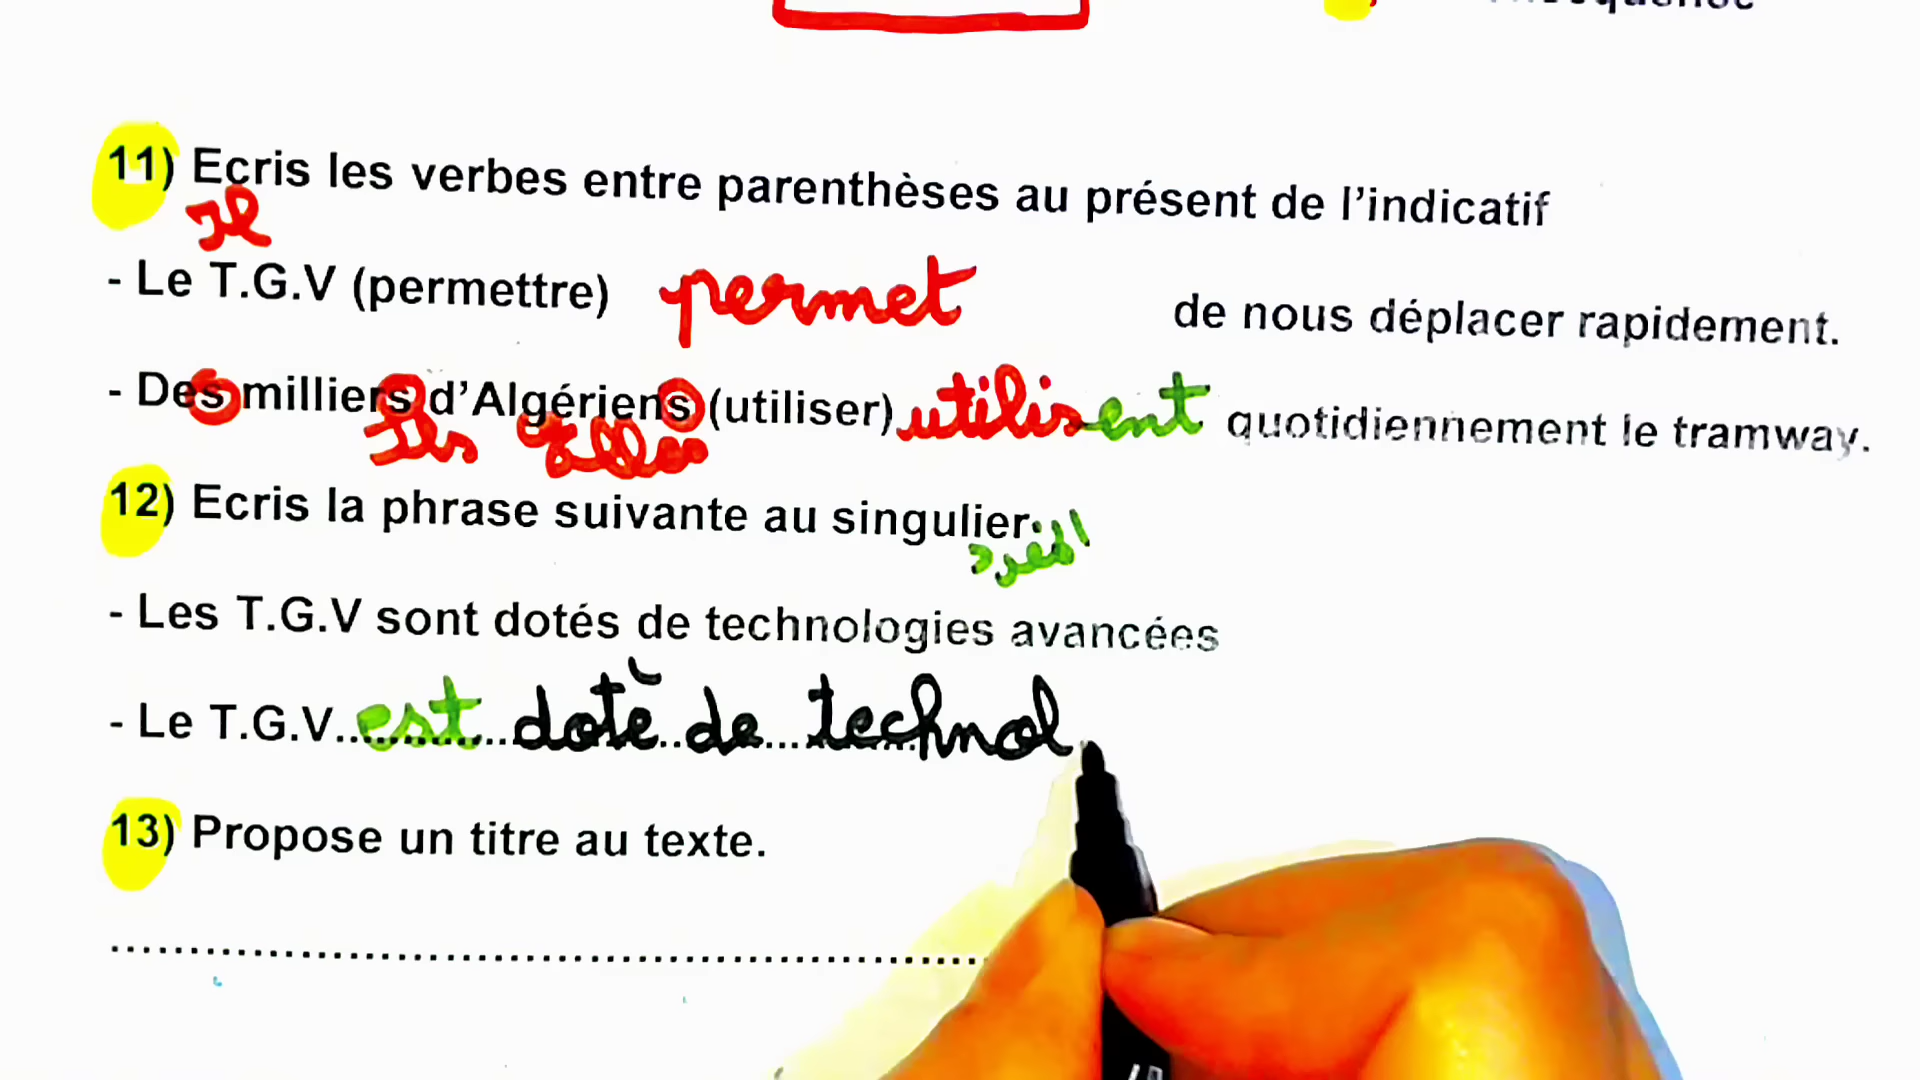 11) Ecris les verbes entre parenthèses au présent de l’indicatif
Il
- Le T.G.V (permettre) permet de nous déplacer rapidement.
- Des milliers d’Algériens (utiliser) utilisent quotidiennement le tramway.
Ils Elles
12) Ecris la phrase suivante au singulier.
- Les T.G.V sont dotés de technologies avancées
- Le T.G.V. est dotè de technol
13) Propose un titre au texte.